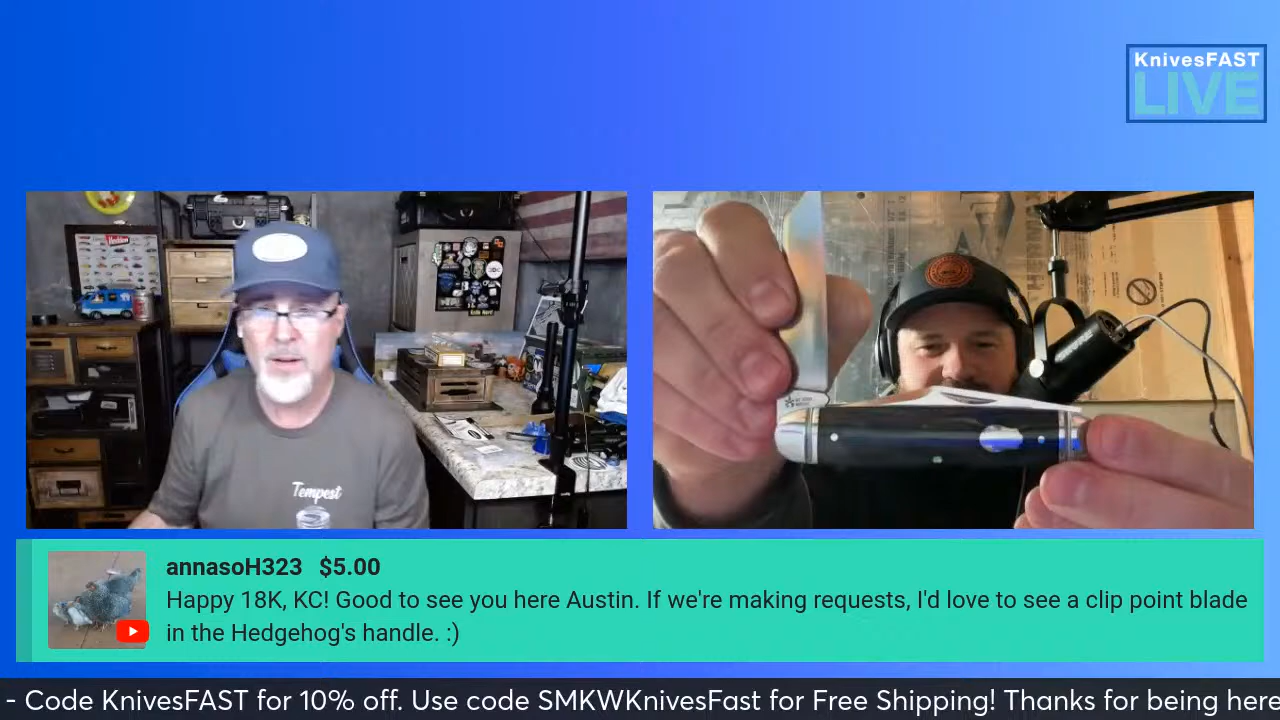 KnivesFAST
LIVE
Tempest
annasoH323 $5.00
Happy 18K, KC! Good to see you here Austin. If we're making requests, I'd love to see a clip point blade
in the Hedgehog's handle. :)
- Code KnivesFAST for 10% off. Use code SMKWKnivesFast for Free Shipping! Thanks for being here